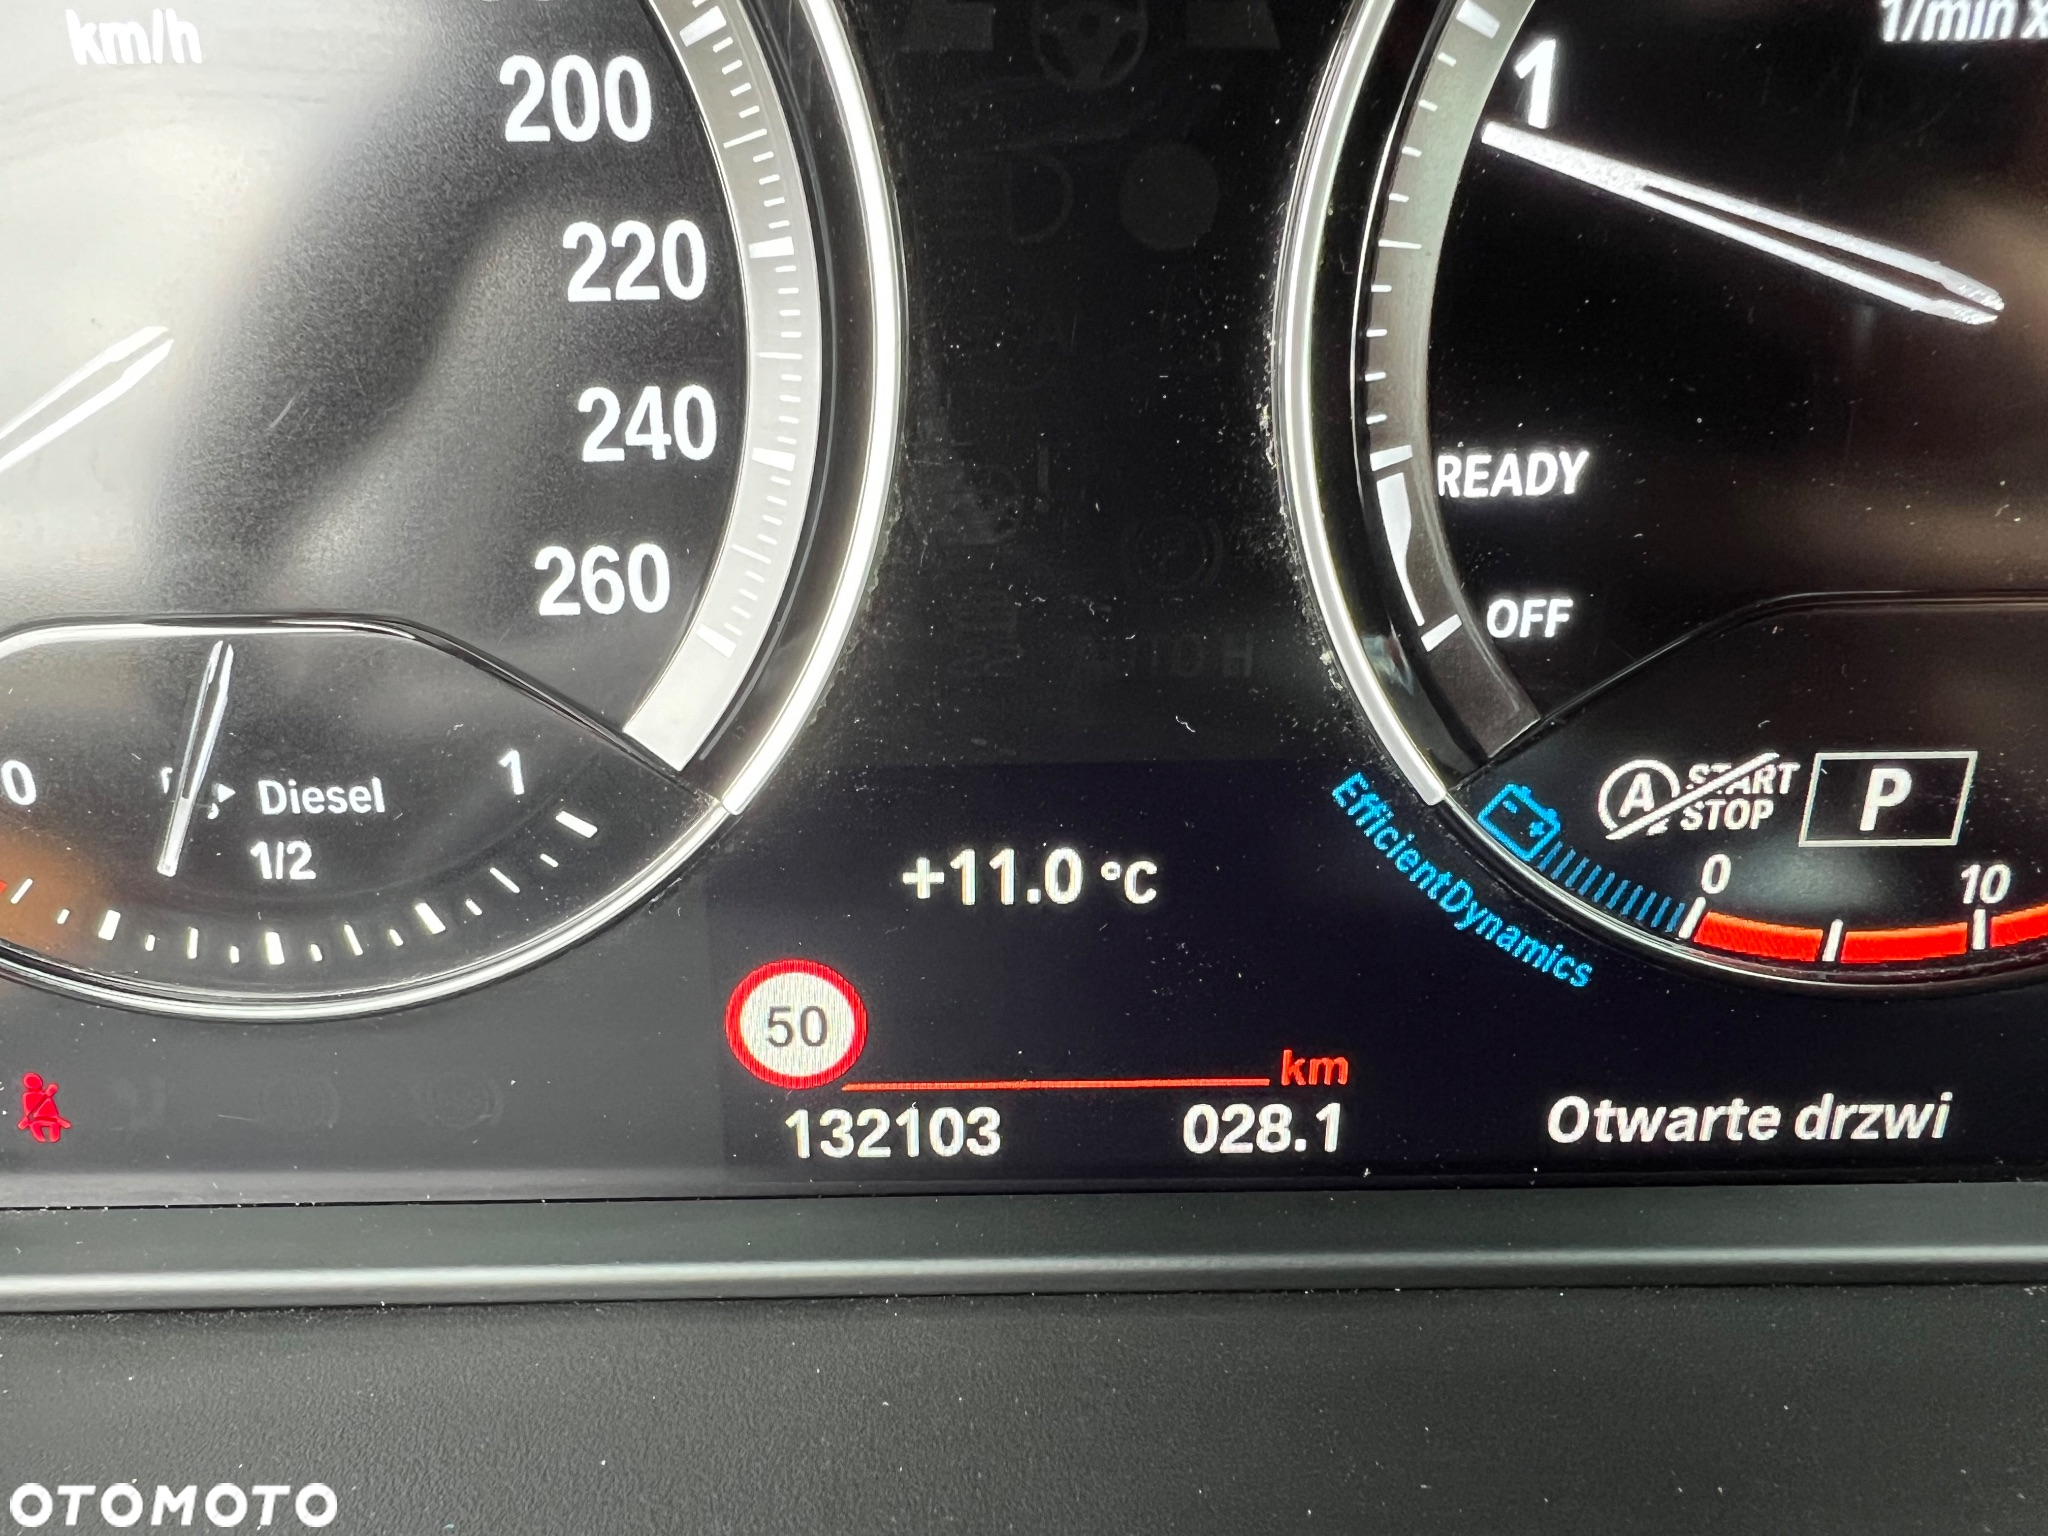 km/h
200
220
240
260
0
Diesel
1
1/2
1/min x
1
READY
OFF
START
A
STOP
P
0
10
EfficientDynamics
+11.0 °C
50
km
132103
028.1
Otwarte drzwi
OTOMOTO